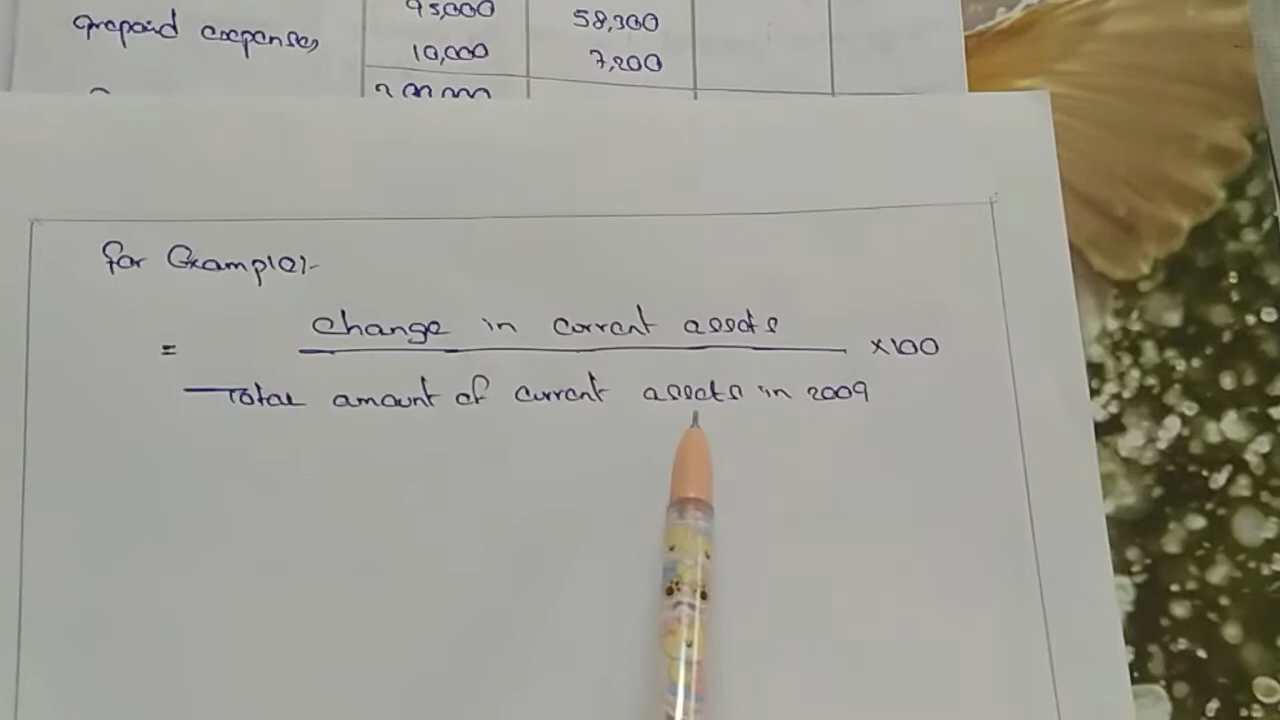 95,000 58,300
prepaid expenses 10,000 7,200
for Example:-
change in current assets
= ×100
Total amount of current assets in 2009